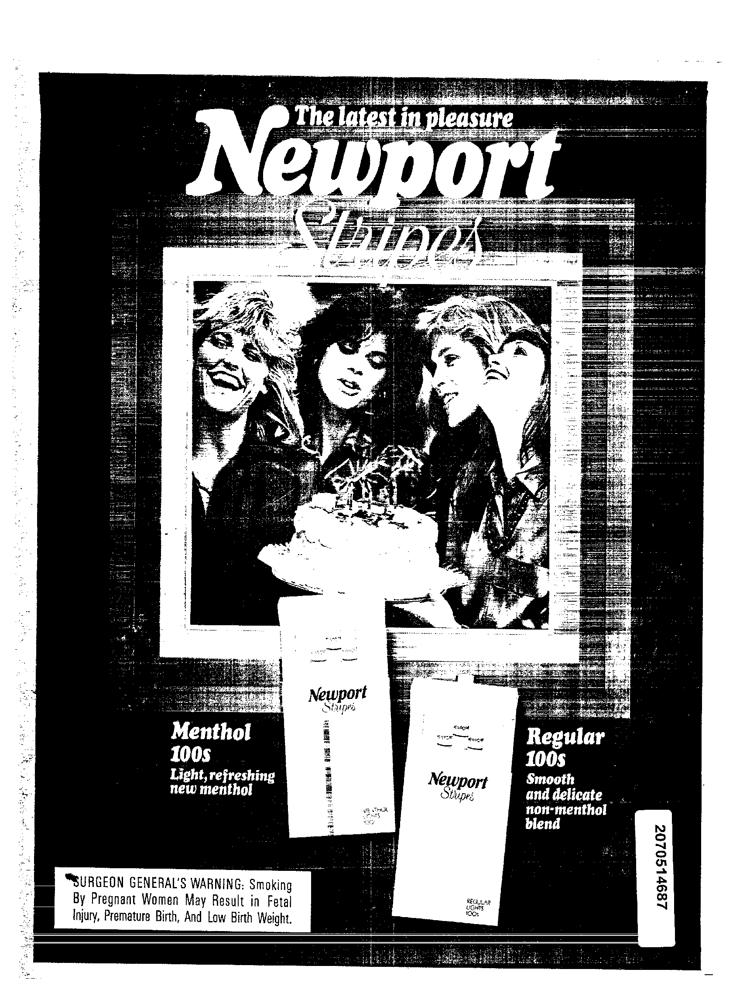 The latest in pleasure
Newport
Stripes
Newport
Stripes
Menthol
100s
Light, refreshing
new menthol
Newport
Stripes
Regular
100s
Smooth
and delicate
non-menthol
blend
REGULAR
LIGHTS
100s
SURGEON GENERAL'S WARNING: Smoking
By Pregnant Women May Result in Fetal
Injury, Premature Birth, And Low Birth Weight.
2070514687